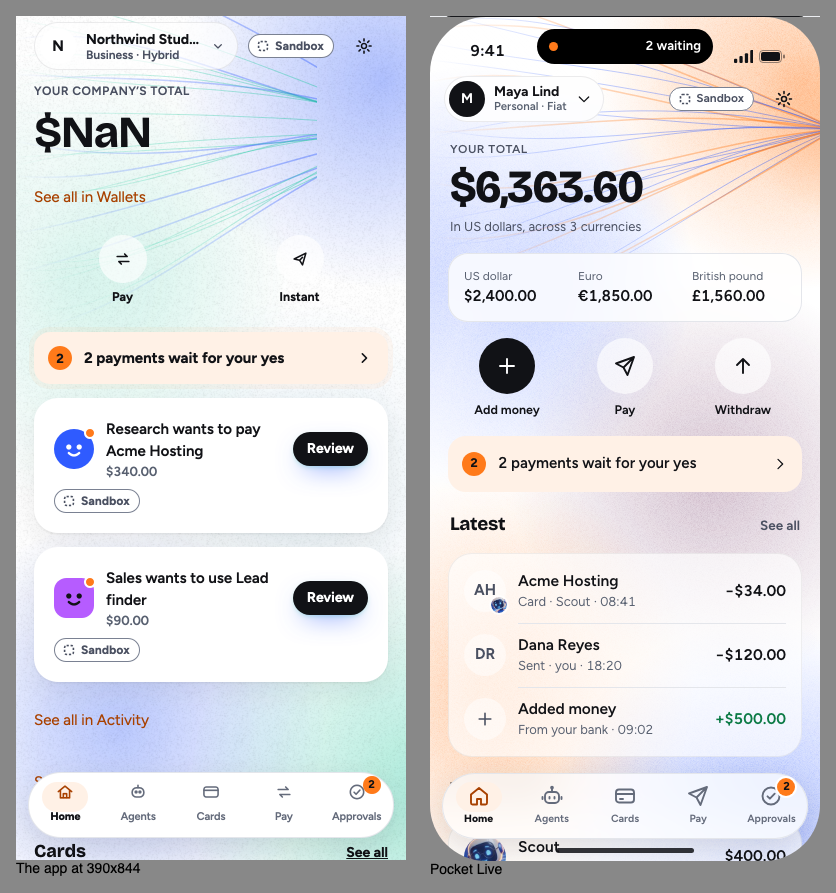 N
Northwind Stud...
Business · Hybrid
Sandbox
YOUR COMPANY'S TOTAL
$NaN
See all in Wallets
Pay
Instant
2
2 payments wait for your yes
Research wants to pay
Acme Hosting
$340.00
Review
Sandbox
Sales wants to use Lead
finder
$90.00
Review
Sandbox
See all in Activity
Home
Agents
Cards
Pay
2
Approvals
Cards
See all
The app at 390x844
9:41
2 waiting
M
Maya Lind
Personal · Fiat
Sandbox
YOUR TOTAL
$6,363.60
In US dollars, across 3 currencies
US dollar
$2,400.00
Euro
€1,850.00
British pound
£1,560.00
Add money
Pay
Withdraw
2
2 payments wait for your yes
Latest
See all
AH
Acme Hosting
Card · Scout · 08:41
-$34.00
DR
Dana Reyes
Sent · you · 18:20
-$120.00
Added money
From your bank · 09:02
+$500.00
Home
Agents
Cards
Pay
2
Approvals
Scout
$400.00
Pocket Live